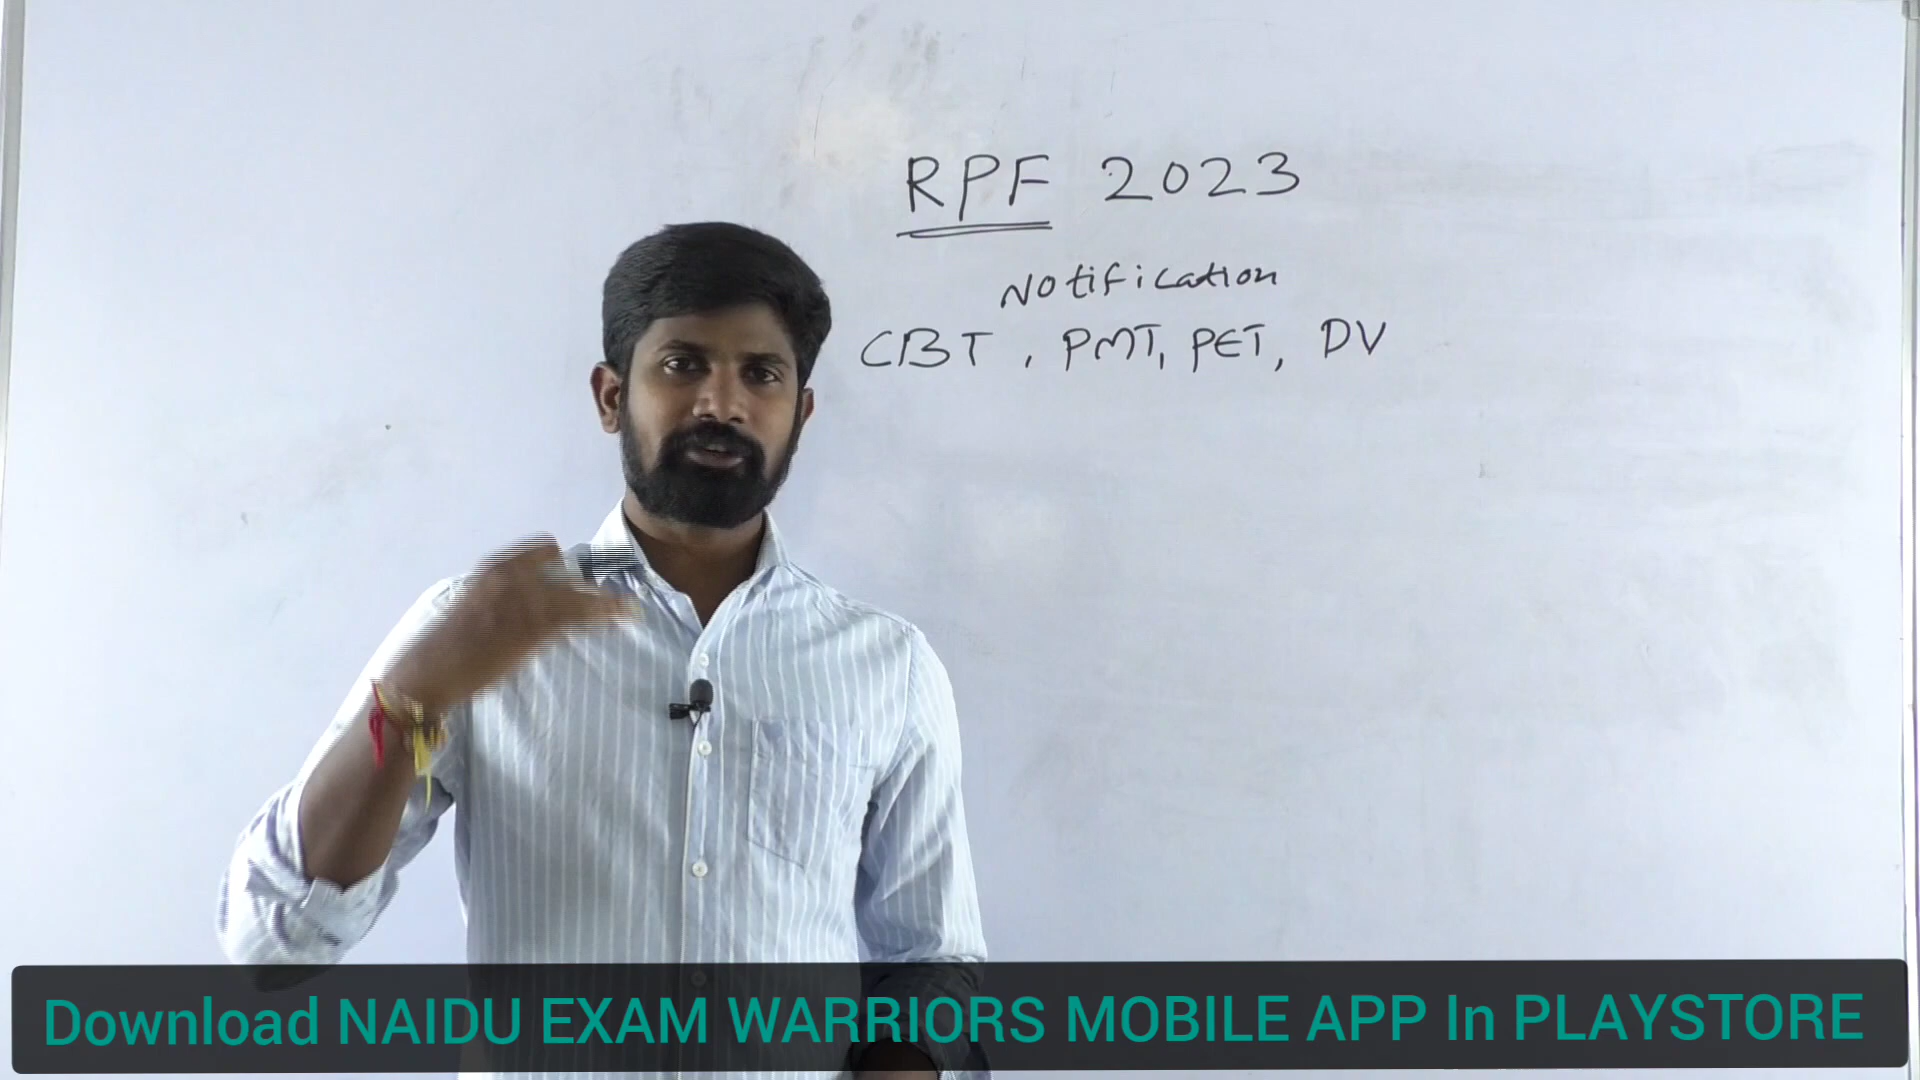 RPF 2023
Notification
CBT, PMT, PET, DV
Download NAIDU EXAM WARRIORS MOBILE APP In PLAYSTORE